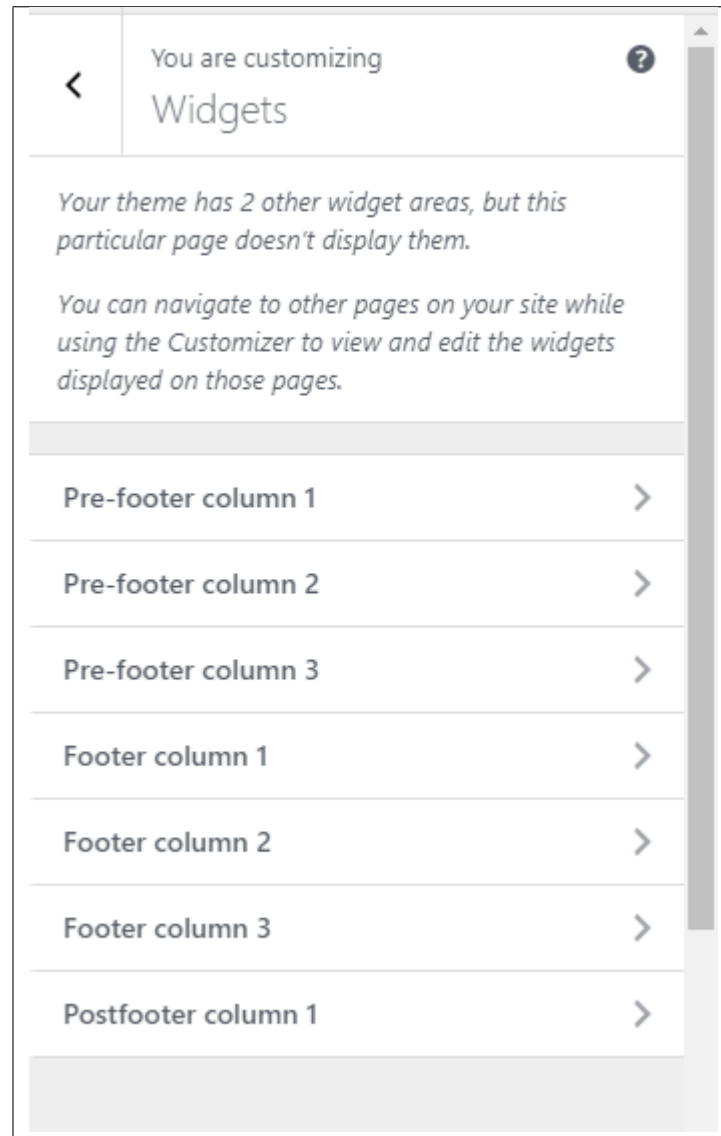 You are customizing
Widgets
Your theme has 2 other widget areas, but this
particular page doesn't display them.
You can navigate to other pages on your site while
using the Customizer to view and edit the widgets
displayed on those pages.
Pre-footer column 1
Pre-footer column 2
Pre-footer column 3
Footer column 1
Footer column 2
Footer column 3
Postfooter column 1